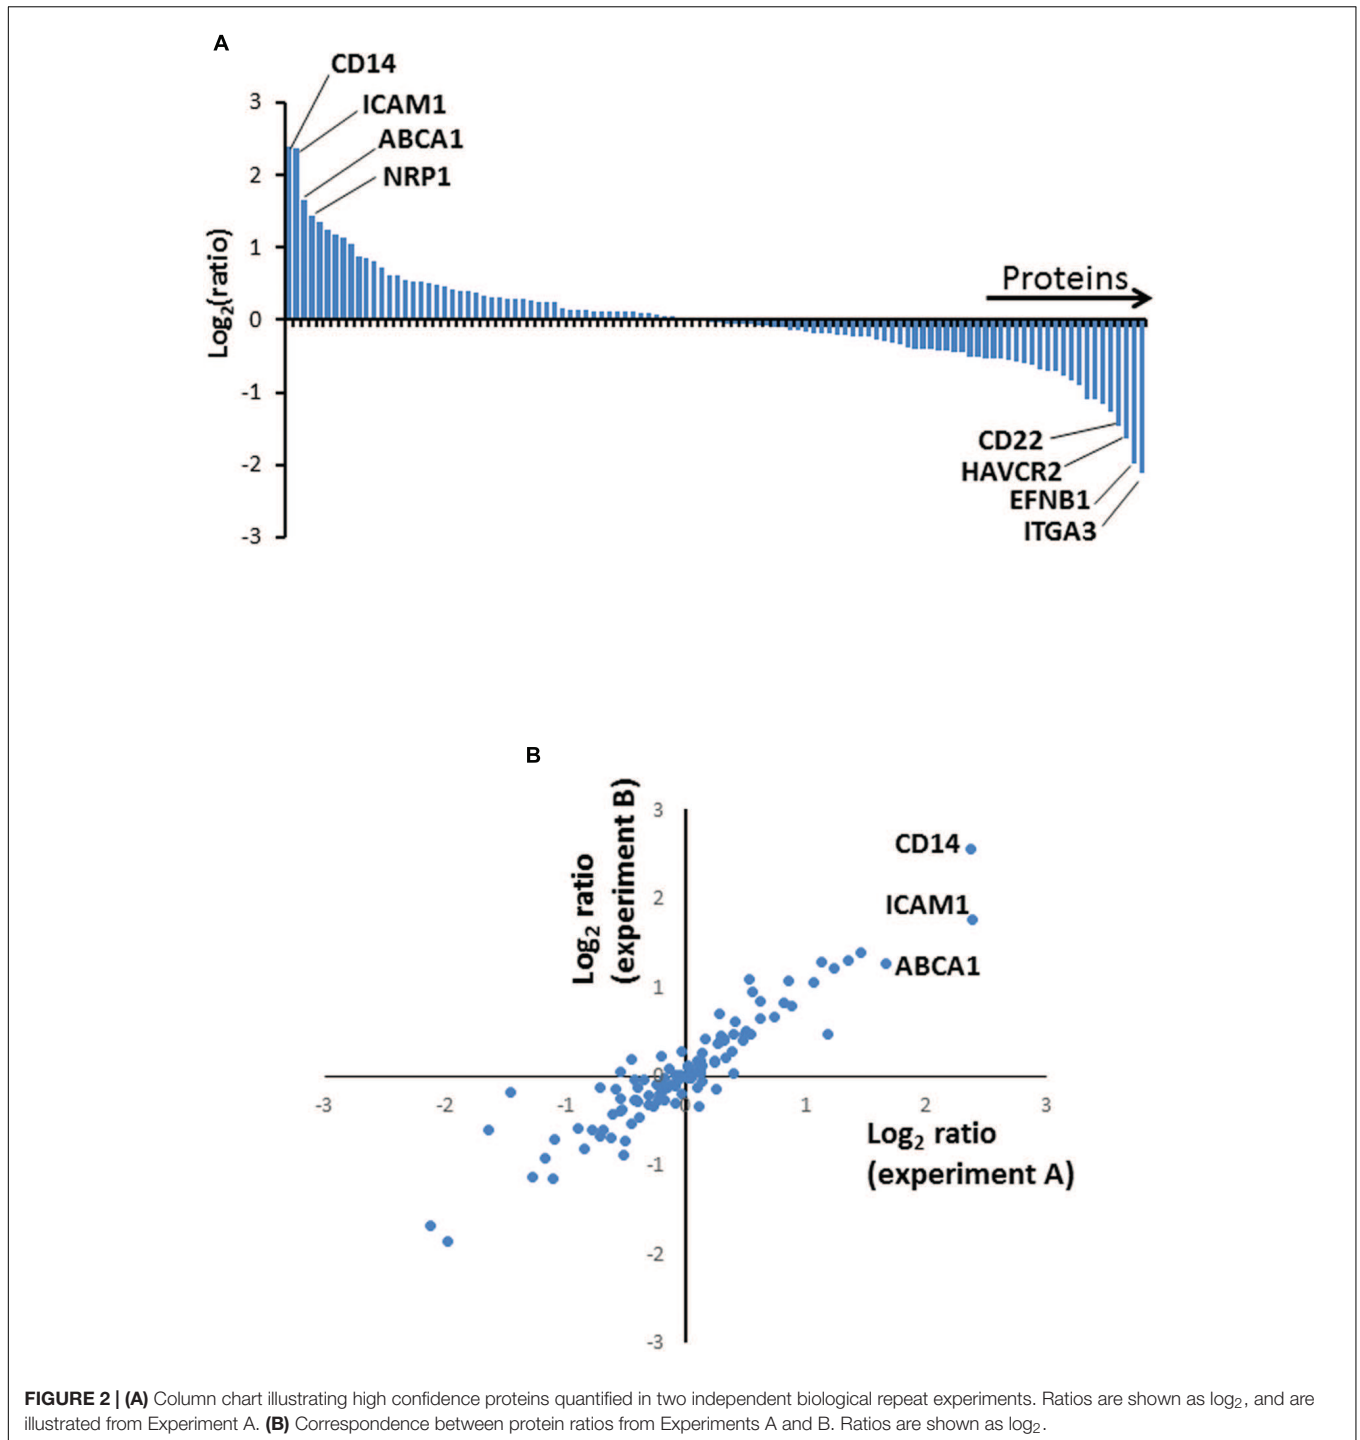 A
CD14
ICAM1
ABCA1
NRP1
3
2
1
0
-1
-2
-3
Log2(ratio)
Proteins
CD22
HAVCR2
EFNB1
ITGA3
B
Log2 ratio
(experiment B)
3
2
1
0
-1
-2
-3
CD14
ICAM1
ABCA1
-3
-2
-1
0
1
2
3
Log2 ratio
(experiment A)
FIGURE 2 | (A) Column chart illustrating high confidence proteins quantified in two independent biological repeat experiments. Ratios are shown as log2, and are
illustrated from Experiment A. (B) Correspondence between protein ratios from Experiments A and B. Ratios are shown as log2.